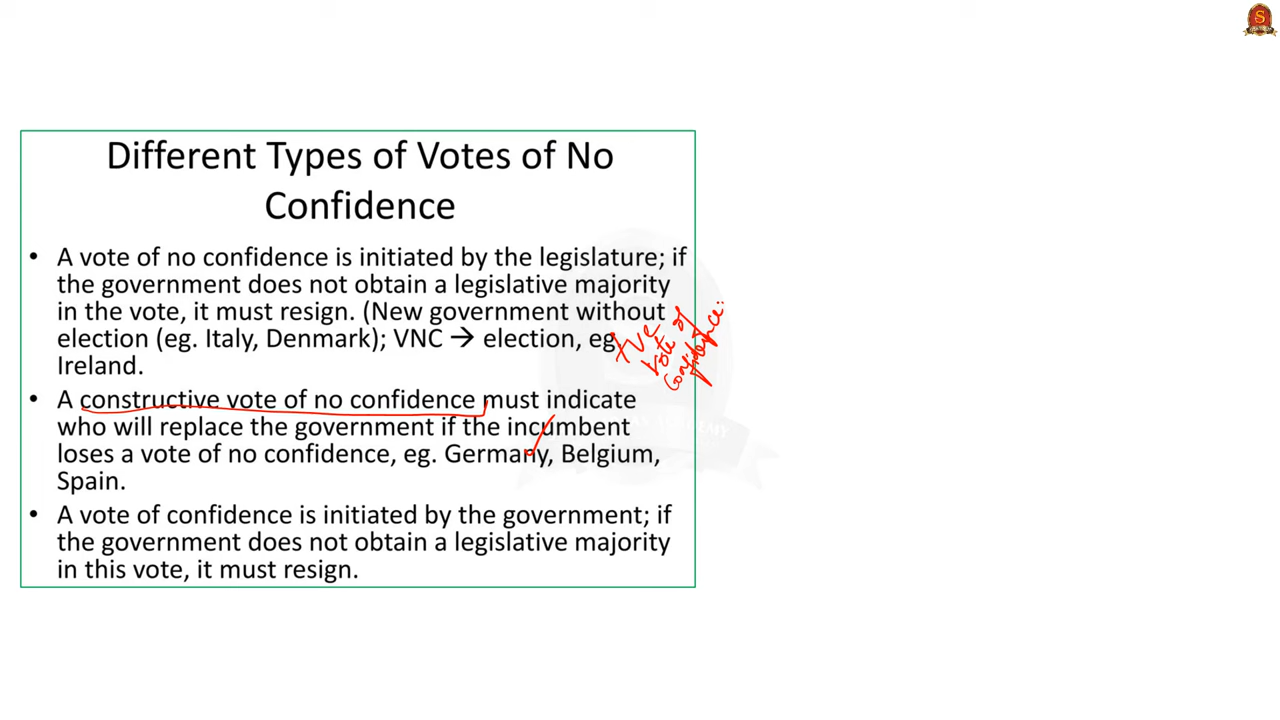 Different Types of Votes of No
Confidence
• A vote of no confidence is initiated by the legislature; if
the government does not obtain a legislative majority
in the vote, it must resign. (New government without
election (eg. Italy, Denmark); VNC → election, eg
Ireland.
+ve
vote of
confidence:
• A constructive vote of no confidence must indicate
who will replace the government if the incumbent
loses a vote of no confidence, eg. Germany, Belgium,
Spain.
• A vote of confidence is initiated by the government; if
the government does not obtain a legislative majority
in this vote, it must resign.